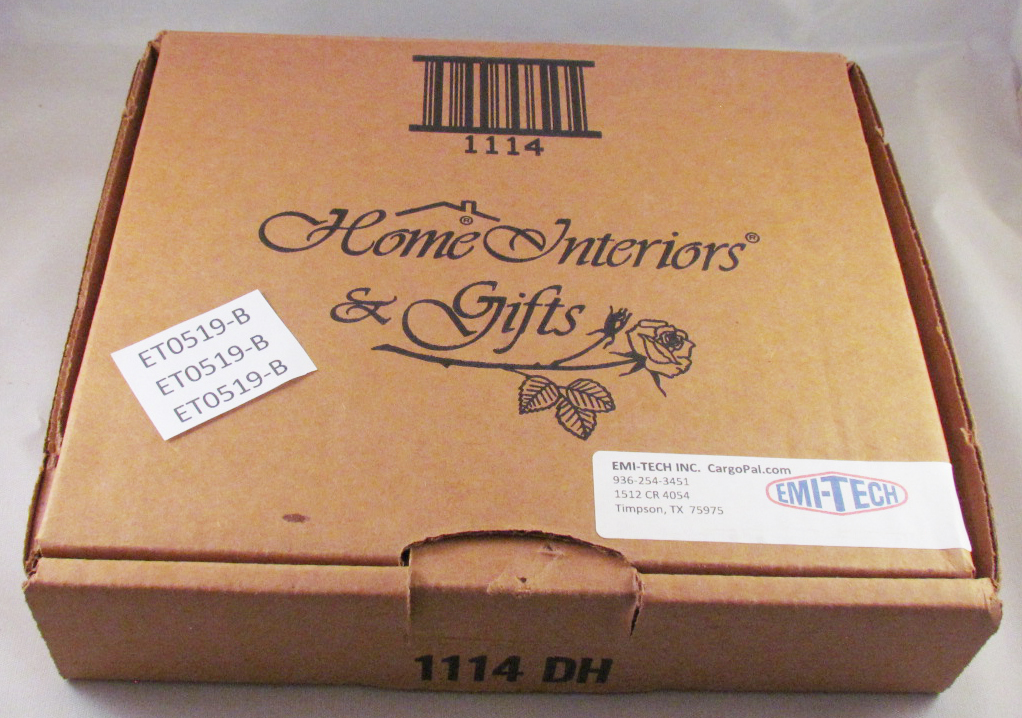 1114
Home Interiors®
& Gifts
ET0519-B
ET0519-B
ET0519-B
EMI-TECH INC. CargoPal.com
936-254-3451
1512 CR 4054
Timpson, TX 75975
EMI-TECH
1114 DH